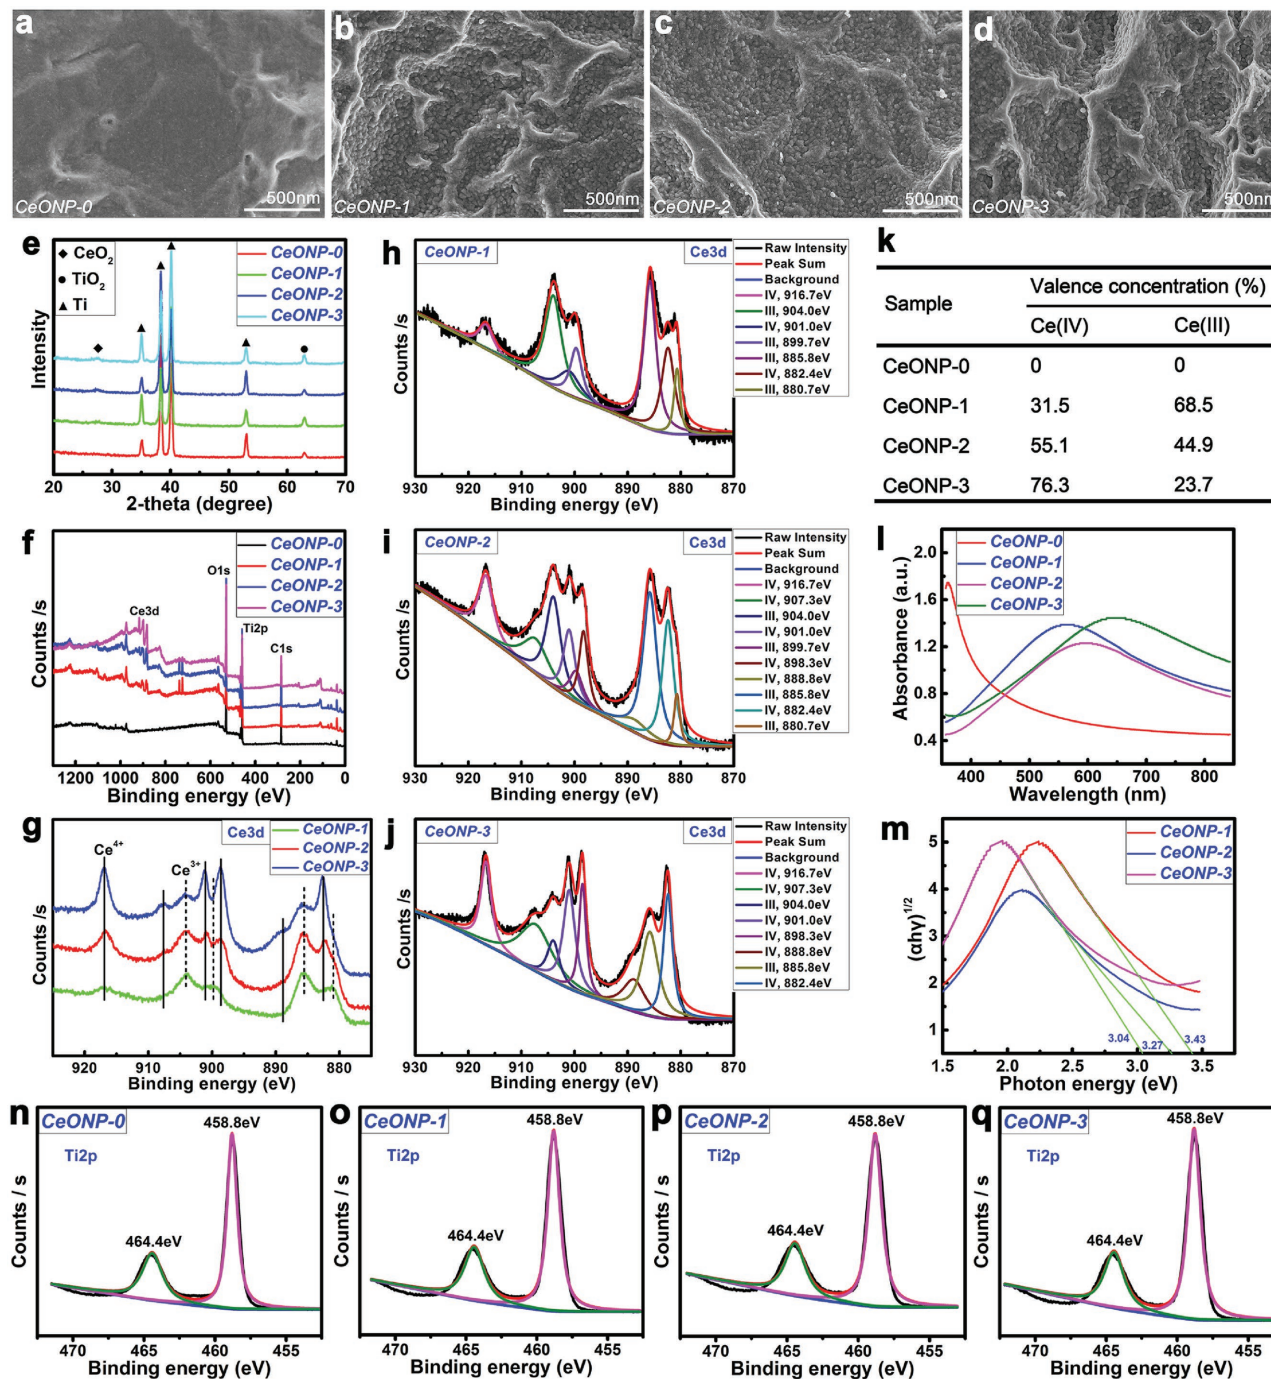 a
CeONP-0
500nm
b
CeONP-1
500nm
c
CeONP-2
500nm
d
CeONP-3
500nm
e
◆ CeO₂
● TiO₂
▲ Ti
CeONP-0
CeONP-1
CeONP-2
CeONP-3
Intensity
20 30 40 50 60 70
2-theta (degree)
f
CeONP-0
CeONP-1
CeONP-2
CeONP-3
O1s
Ce3d
Ti2p
C1s
Counts /s
1200 1000 800 600 400 200 0
Binding energy (eV)
g
Ce3d
CeONP-1
CeONP-2
CeONP-3
Ce⁴⁺
Ce³⁺
Counts /s
920 910 900 890 880
Binding energy (eV)
h
CeONP-1
Ce3d
Raw Intensity
Peak Sum
Background
IV, 916.7eV
III, 904.0eV
IV, 901.0eV
III, 899.7eV
III, 885.8eV
IV, 882.4eV
III, 880.7eV
Counts /s
930 920 910 900 890 880 870
Binding energy (eV)
i
CeONP-2
Ce3d
Raw Intensity
Peak Sum
Background
IV, 916.7eV
IV, 907.3eV
III, 904.0eV
IV, 901.0eV
III, 899.7eV
IV, 898.3eV
IV, 888.8eV
III, 885.8eV
IV, 882.4eV
III, 880.7eV
Counts /s
930 920 910 900 890 880 870
Binding energy (eV)
j
CeONP-3
Ce3d
Raw Intensity
Peak Sum
Background
IV, 916.7eV
IV, 907.3eV
III, 904.0eV
IV, 901.0eV
IV, 898.3eV
IV, 888.8eV
III, 885.8eV
IV, 882.4eV
Counts /s
930 920 910 900 890 880 870
Binding energy (eV)
k
Sample
Valence concentration (%)
Ce(IV) Ce(III)
CeONP-0 0 0
CeONP-1 31.5 68.5
CeONP-2 55.1 44.9
CeONP-3 76.3 23.7
l
CeONP-0
CeONP-1
CeONP-2
CeONP-3
Absorbance (a.u.)
2.0
1.6
1.2
0.8
0.4
400 500 600 700 800
Wavelength (nm)
m
CeONP-1
CeONP-2
CeONP-3
(αhγ)¹ᐟ²
5
4
3
2
1
3.04
3.27
3.43
1.5 2.0 2.5 3.0 3.5
Photon energy (eV)
n
CeONP-0
Ti2p
458.8eV
464.4eV
Counts / s
470 465 460 455
Binding energy (eV)
o
CeONP-1
Ti2p
458.8eV
464.4eV
Counts / s
470 465 460 455
Binding energy (eV)
p
CeONP-2
Ti2p
458.8eV
464.4eV
Counts / s
470 465 460 455
Binding energy (eV)
q
CeONP-3
Ti2p
458.8eV
464.4eV
Counts / s
470 465 460 455
Binding energy (eV)